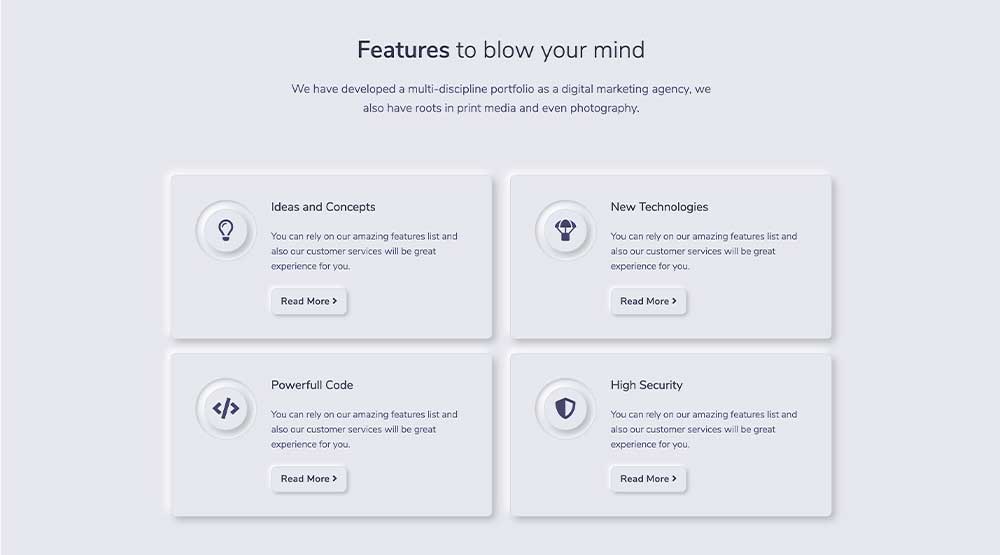 Features to blow your mind
We have developed a multi-discipline portfolio as a digital marketing agency, we
also have roots in print media and even photography.
Ideas and Concepts
You can rely on our amazing features list and
also our customer services will be great
experience for you.
Read More
New Technologies
You can rely on our amazing features list and
also our customer services will be great
experience for you.
Read More
Powerfull Code
You can rely on our amazing features list and
also our customer services will be great
experience for you.
Read More
High Security
You can rely on our amazing features list and
also our customer services will be great
experience for you.
Read More